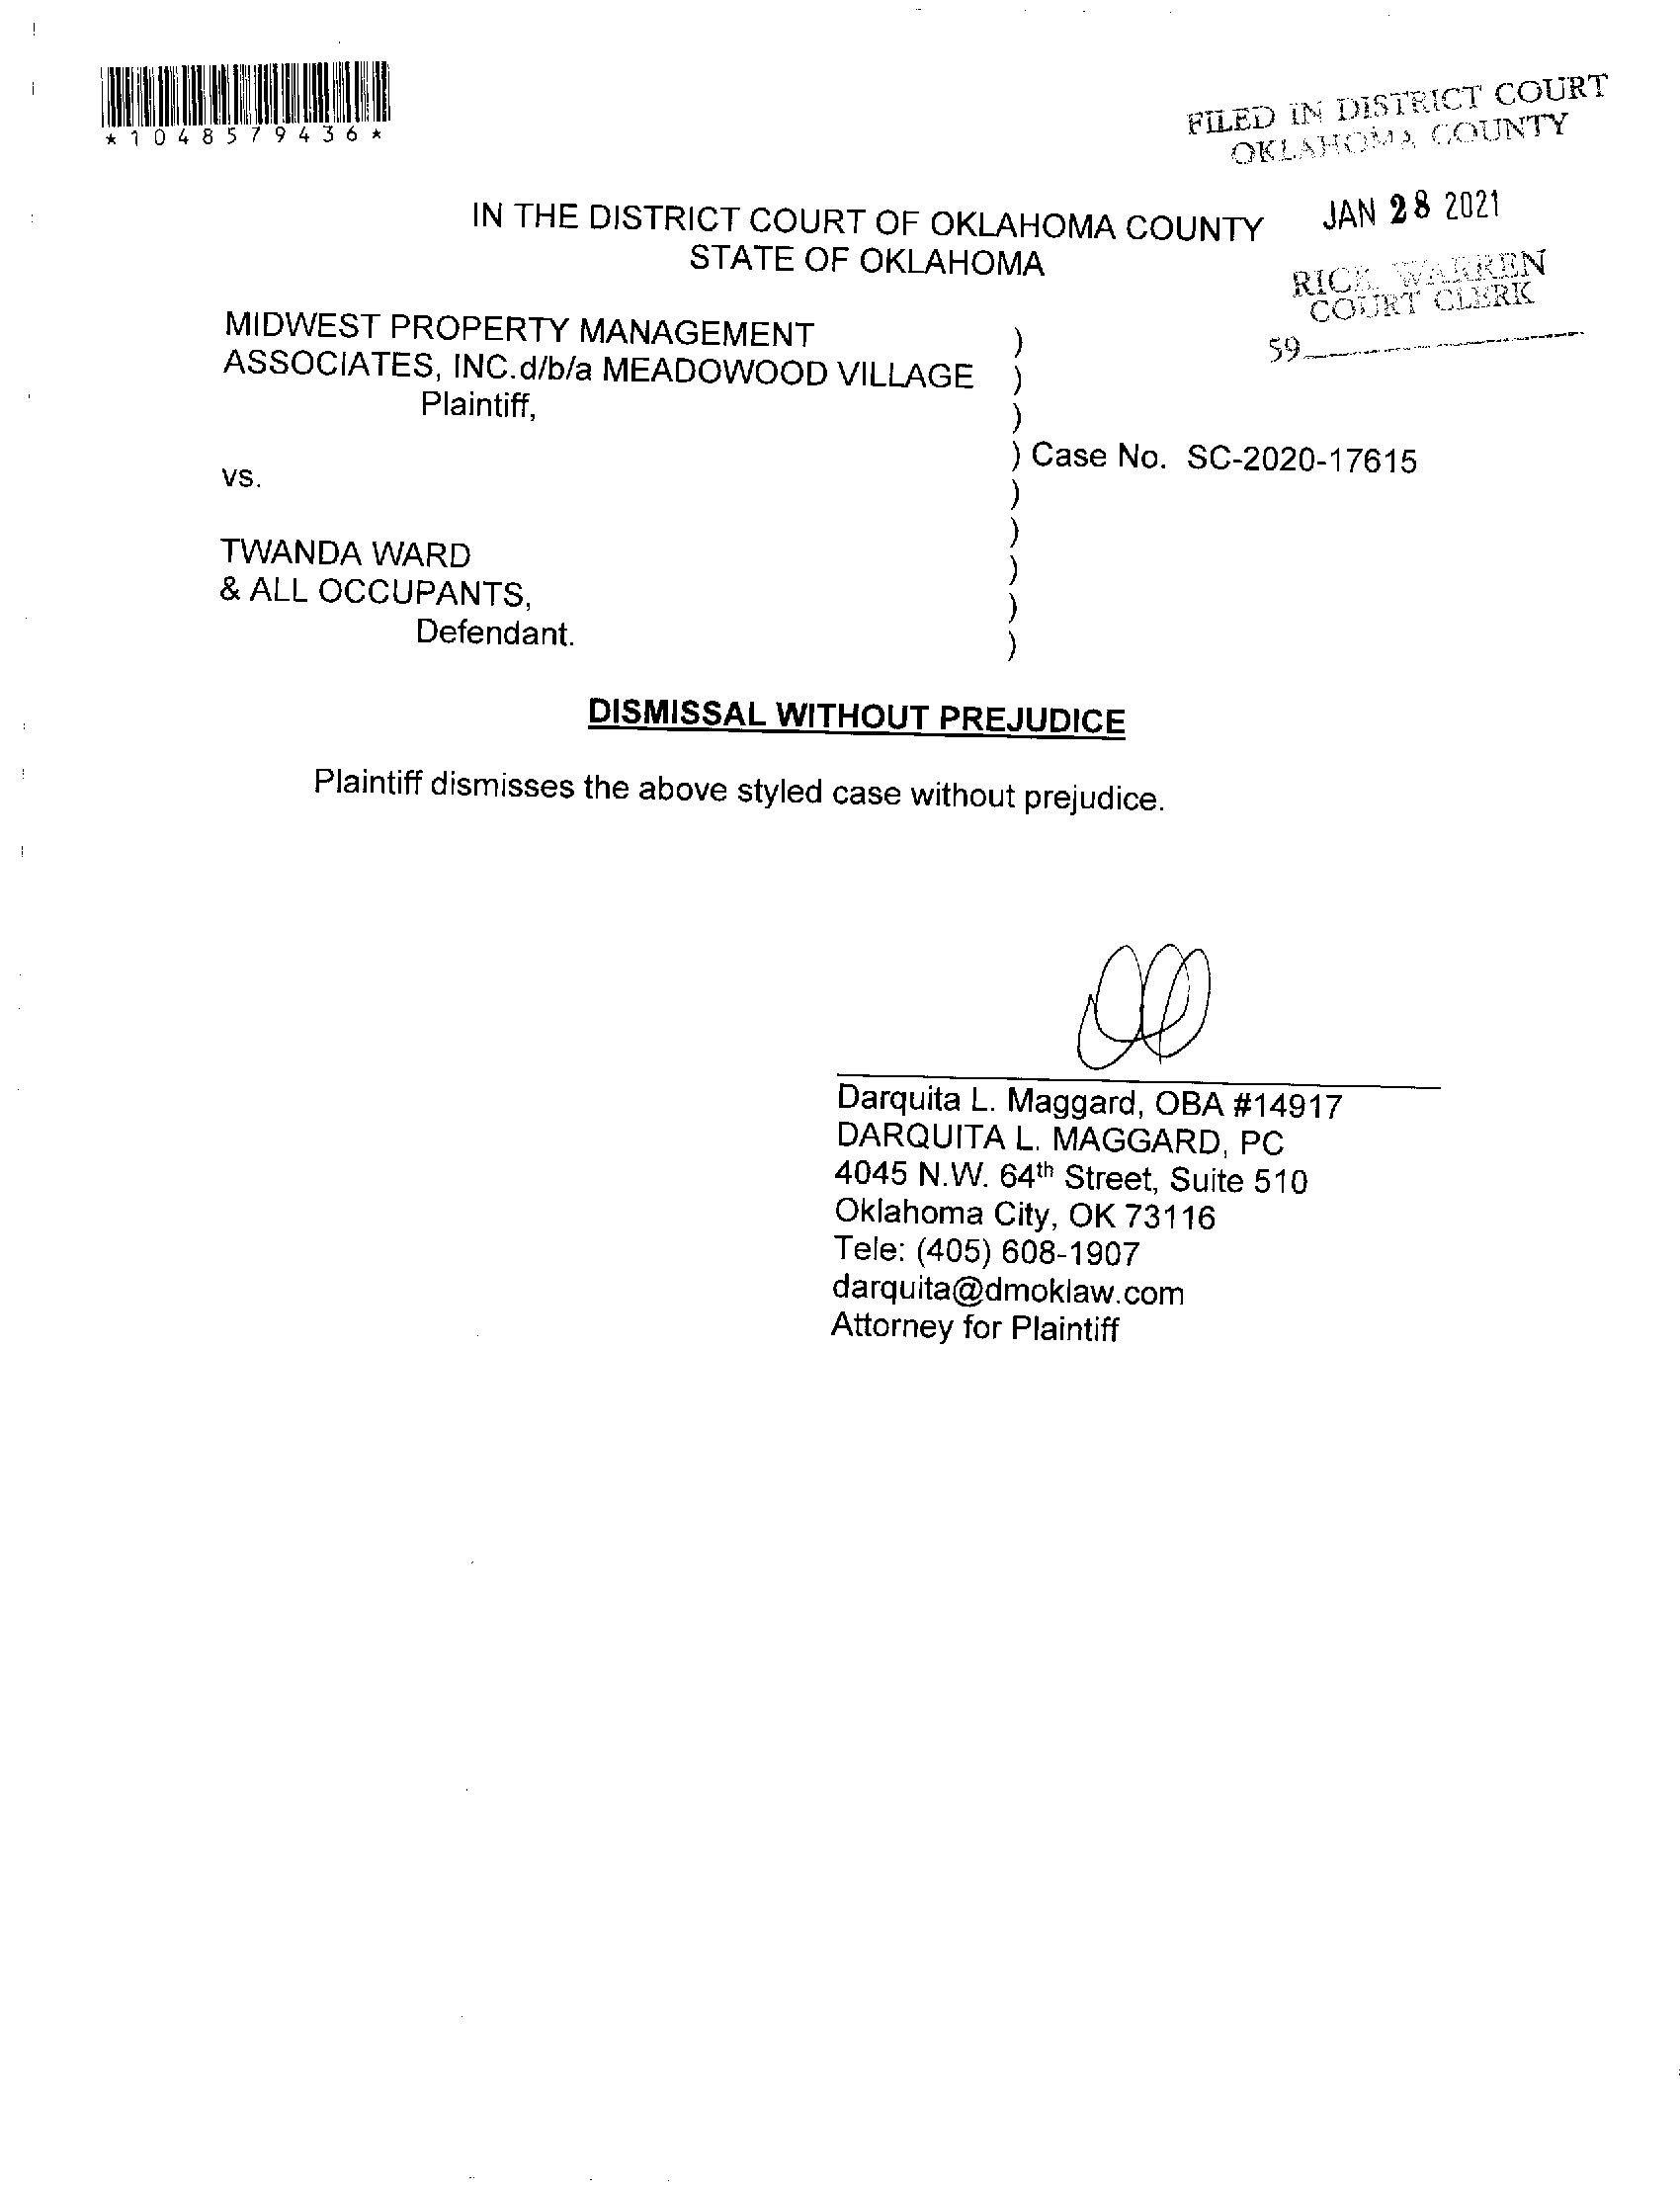 *1048579436*
FILED IN DISTRICT COURT
OKLAHOMA COUNTY
JAN 28 2021
RICK WARREN
COURT CLERK
59
IN THE DISTRICT COURT OF OKLAHOMA COUNTY
STATE OF OKLAHOMA
MIDWEST PROPERTY MANAGEMENT )
ASSOCIATES, INC.d/b/a MEADOWOOD VILLAGE )
Plaintiff, )
) Case No. SC-2020-17615
vs. )
)
TWANDA WARD )
& ALL OCCUPANTS, )
Defendant. )
DISMISSAL WITHOUT PREJUDICE
Plaintiff dismisses the above styled case without prejudice.
Darquita L. Maggard, OBA #14917
DARQUITA L. MAGGARD, PC
4045 N.W. 64th Street, Suite 510
Oklahoma City, OK 73116
Tele: (405) 608-1907
darquita@dmoklaw.com
Attorney for Plaintiff